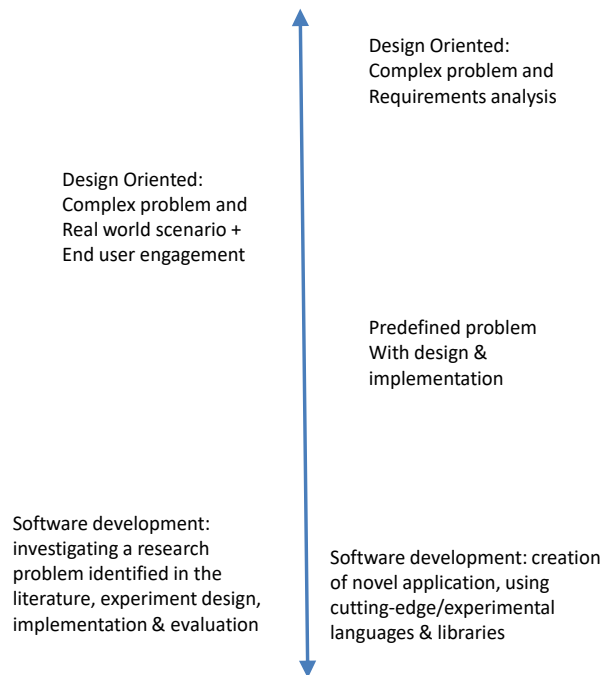 Design Oriented:
Complex problem and
Requirements analysis
Design Oriented:
Complex problem and
Real world scenario +
End user engagement
Predefined problem
With design &
implementation
Software development:
investigating a research
problem identified in the
literature, experiment design,
implementation & evaluation
Software development: creation
of novel application, using
cutting-edge/experimental
languages & libraries